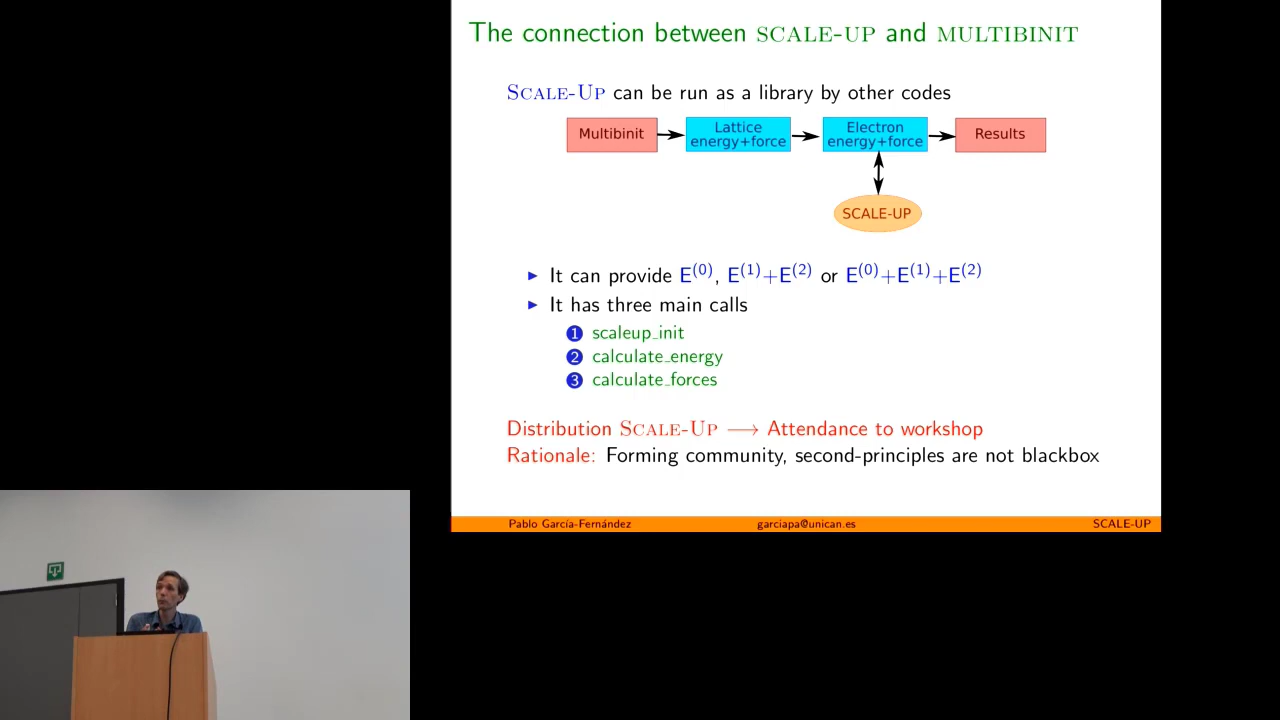 The connection between SCALE-UP and MULTIBINIT
SCALE-UP can be run as a library by other codes
Multibinit
Lattice
energy+force
Electron
energy+force
Results
SCALE-UP
► It can provide E⁽⁰⁾, E⁽¹⁾+E⁽²⁾ or E⁽⁰⁾+E⁽¹⁾+E⁽²⁾
► It has three main calls
1 scaleup_init
2 calculate_energy
3 calculate_forces
Distribution SCALE-UP ⟶ Attendance to workshop
Rationale: Forming community, second-principles are not blackbox
Pablo García-Fernández garciapa@unican.es SCALE-UP